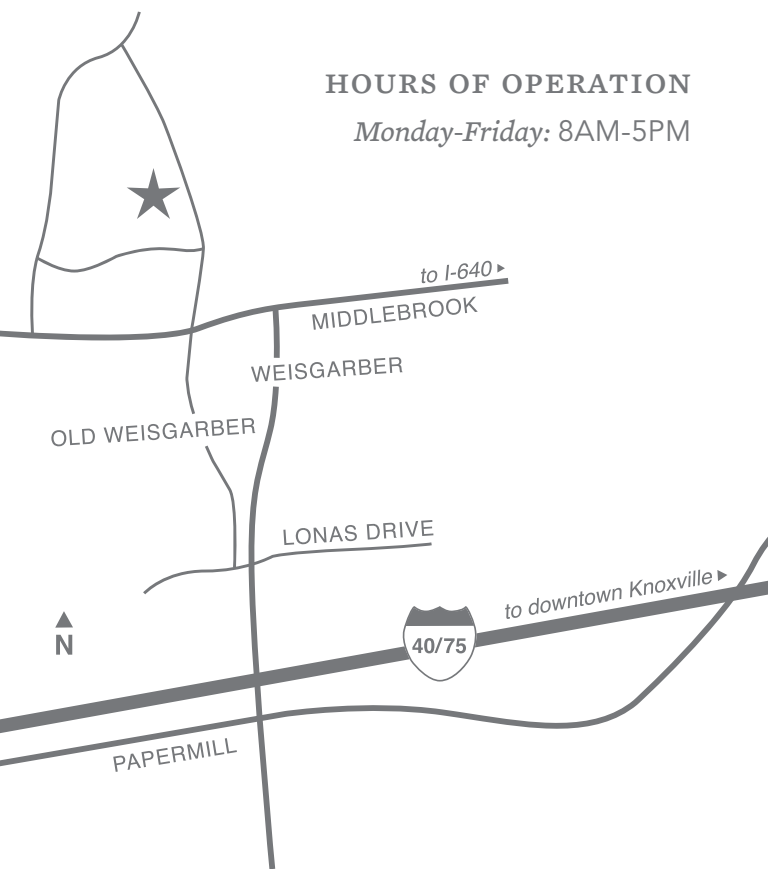 HOURS OF OPERATION
Monday-Friday: 8AM-5PM
to I-640
MIDDLEBROOK
WEISGARBER
OLD WEISGARBER
LONAS DRIVE
to downtown Knoxville
N
40/75
PAPERMILL